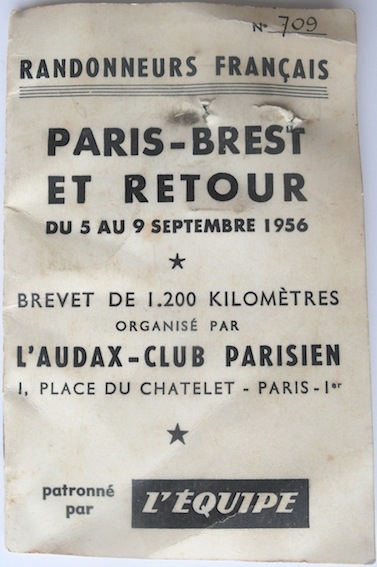 N° 709
RANDONNEURS FRANÇAIS
PARIS-BREST
ET RETOUR
DU 5 AU 9 SEPTEMBRE 1956
BREVET DE 1.200 KILOMÈTRES
ORGANISÉ PAR
L'AUDAX-CLUB PARISIEN
1, PLACE DU CHATELET - PARIS-1er
patronné
par
L'ÉQUIPE